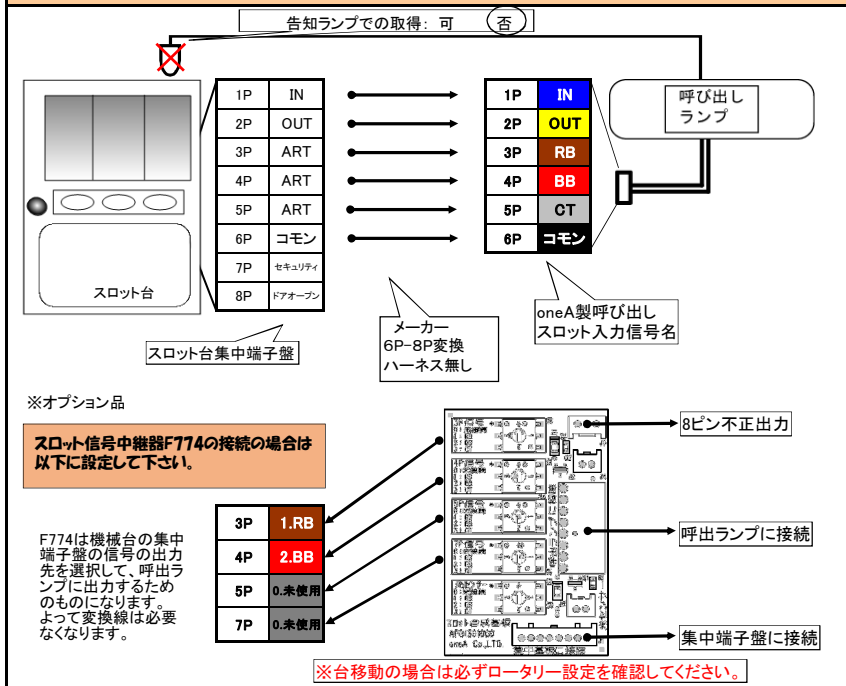 告知ランプでの取得： 可 否
呼び出し
ランプ
1P IN
2P OUT
3P ART
4P ART
5P ART
6P コモン
7P セキュリティ
8P ドアオープン
1P IN
2P OUT
3P RB
4P BB
5P CT
6P コモン
スロット台
スロット台集中端子盤
メーカー
6P-8P変換
ハーネス無し
oneA製呼び出し
スロット入力信号名
※オプション品
スロット信号中継器F774の接続の場合は
以下に設定して下さい。
F774は機械台の集中
端子盤の信号の出力
先を選択して、呼出ラ
ンプに出力するため
のものになります。
よって変換線は必要
なくなります。
3P 1.RB
4P 2.BB
5P 0.未使用
7P 0.未使用
8ピン不正出力
呼出ランプに接続
集中端子盤に接続
oneA Co.,LTD.
※台移動の場合は必ずロータリー設定を確認してください。